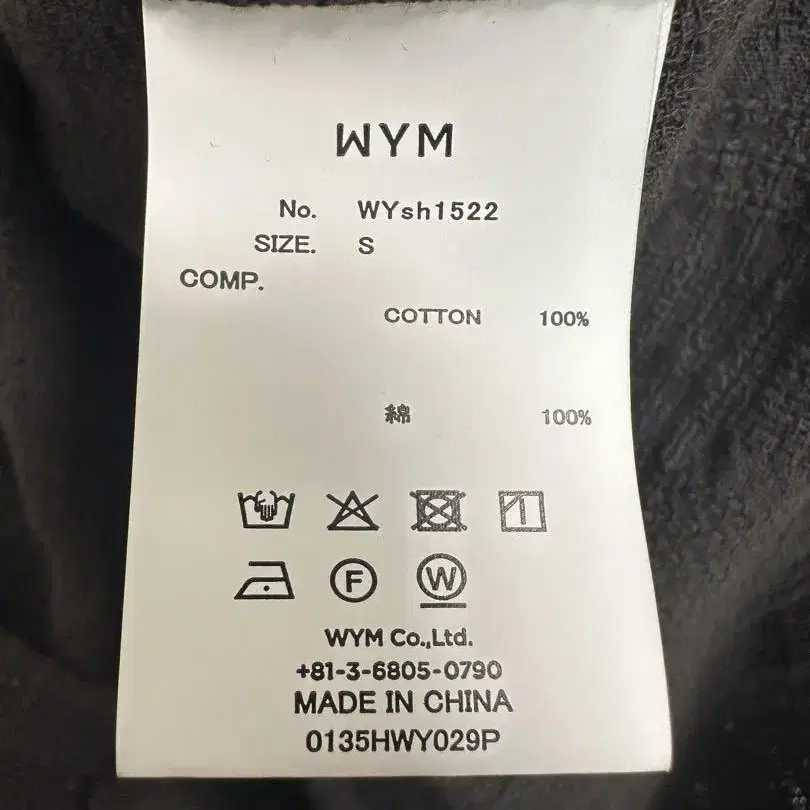 WYM
No. WYsh1522
SIZE. S
COMP.
COTTON 100%
綿 100%
F W
WYM Co.,Ltd.
+81-3-6805-0790
MADE IN CHINA
0135HWY029P